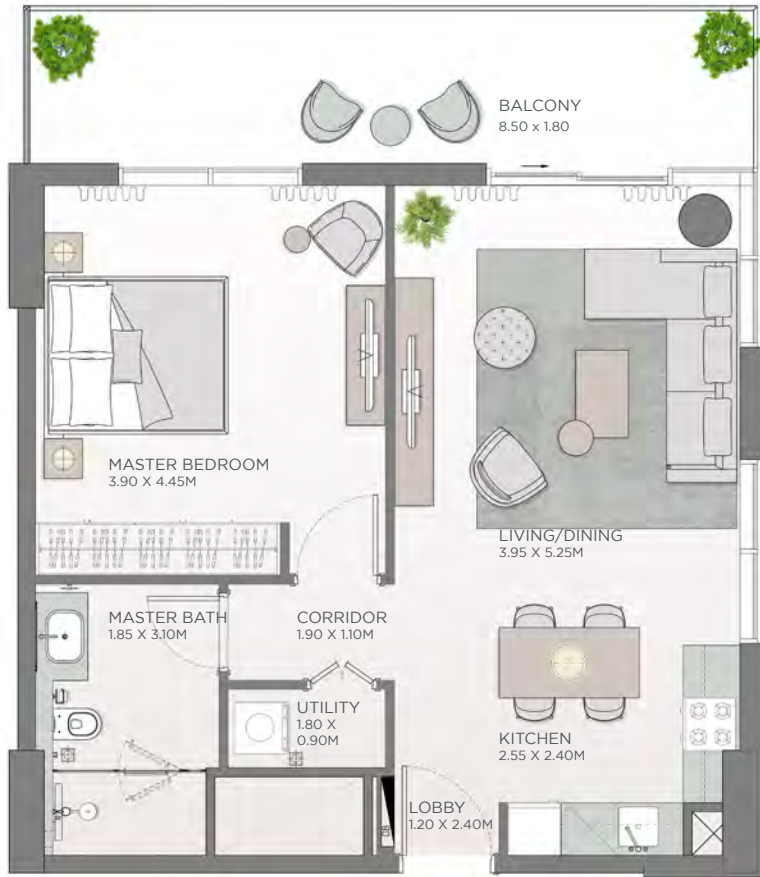 BALCONY
8.50 x 1.80
MASTER BEDROOM
3.90 X 4.45M
LIVING/DINING
3.95 X 5.25M
MASTER BATH
1.85 X 3.10M
CORRIDOR
1.90 X 1.10M
UTILITY
1.80 X
0.90M
KITCHEN
2.55 X 2.40M
LOBBY
1.20 X 2.40M
DB